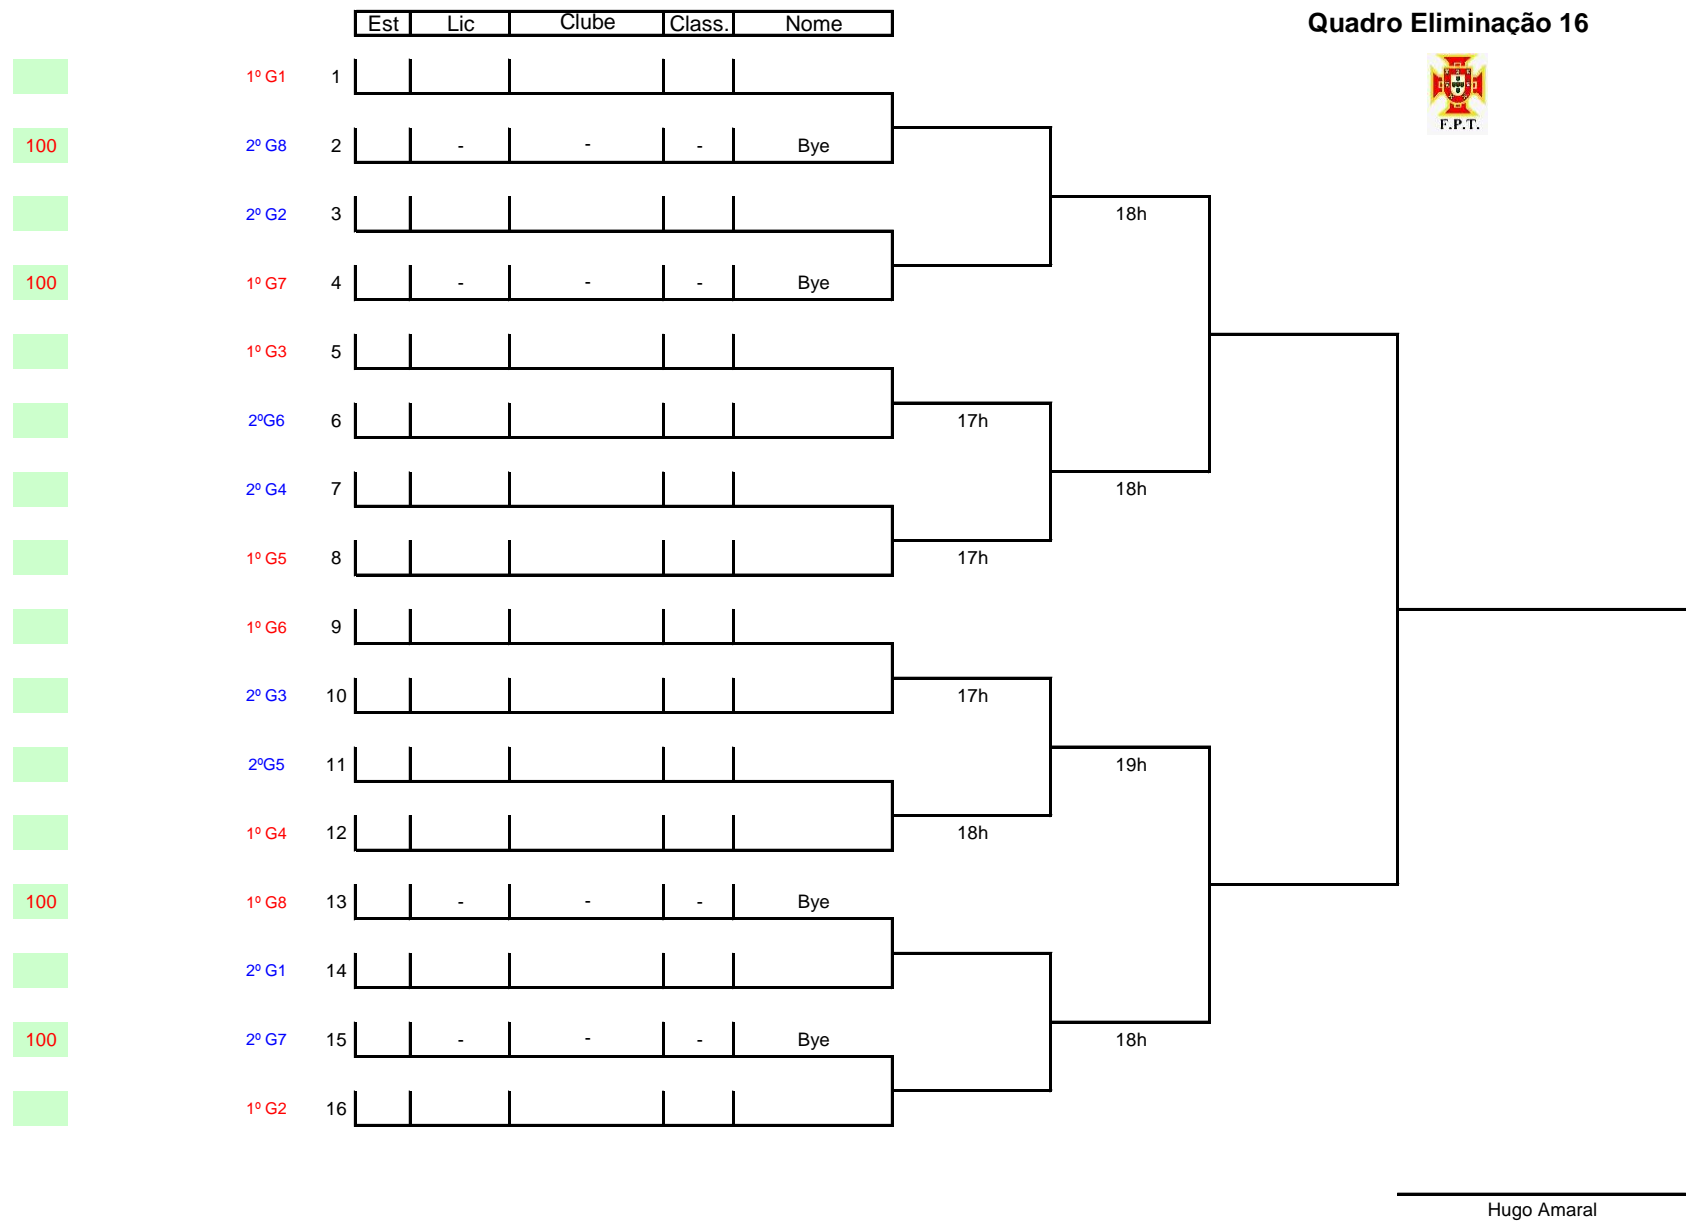 Est Lic Clube Class. Nome
Quadro Eliminação 16
F.P.T.
1º G1 1
100 2º G8 2 - - - Bye
2º G2 3
18h
100 1º G7 4 - - - Bye
1º G3 5
2ºG6 6
17h
2º G4 7
18h
1º G5 8
17h
1º G6 9
2º G3 10
17h
2ºG5 11
19h
1º G4 12
18h
100 1º G8 13 - - - Bye
2º G1 14
100 2º G7 15 - - - Bye
18h
1º G2 16
Hugo Amaral